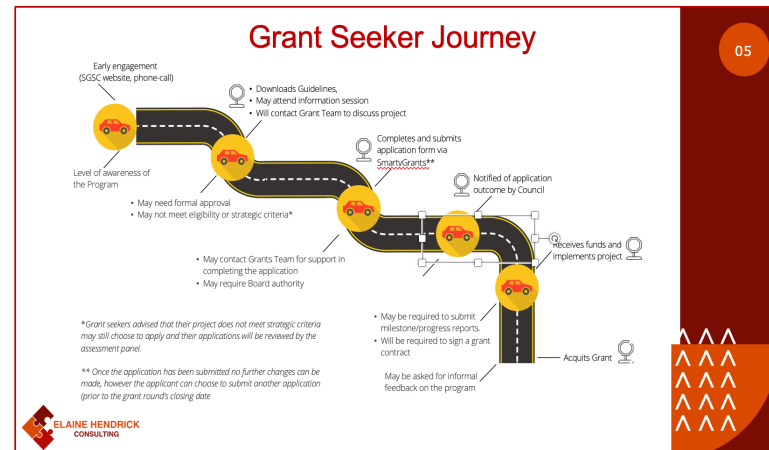 Grant Seeker Journey
05
Early engagement
(SGSC website, phone-call)
• Downloads Guidelines,
• May attend information session
• Will contact Grant Team to discuss project
Completes and submits
application form via
SmartyGrants**
Level of awareness of
the Program
Notified of application
outcome by Council
• May need formal approval
• May not meet eligibility or strategic criteria*
Receives funds and
implements project
• May contact Grants Team for support in
completing the application
• May require Board authority
*Grant seekers advised that their project does not meet strategic criteria
may still choose to apply and their applications will be reviewed by the
assessment panel.
• May be required to submit
milestone/progress reports.
• Will be required to sign a grant
contract
Acquits Grant
** Once the application has been submitted no further changes can be
made, however the applicant can choose to submit another application
(prior to the grant round's closing date
May be asked for informal
feedback on the program
ELAINE HENDRICK
CONSULTING